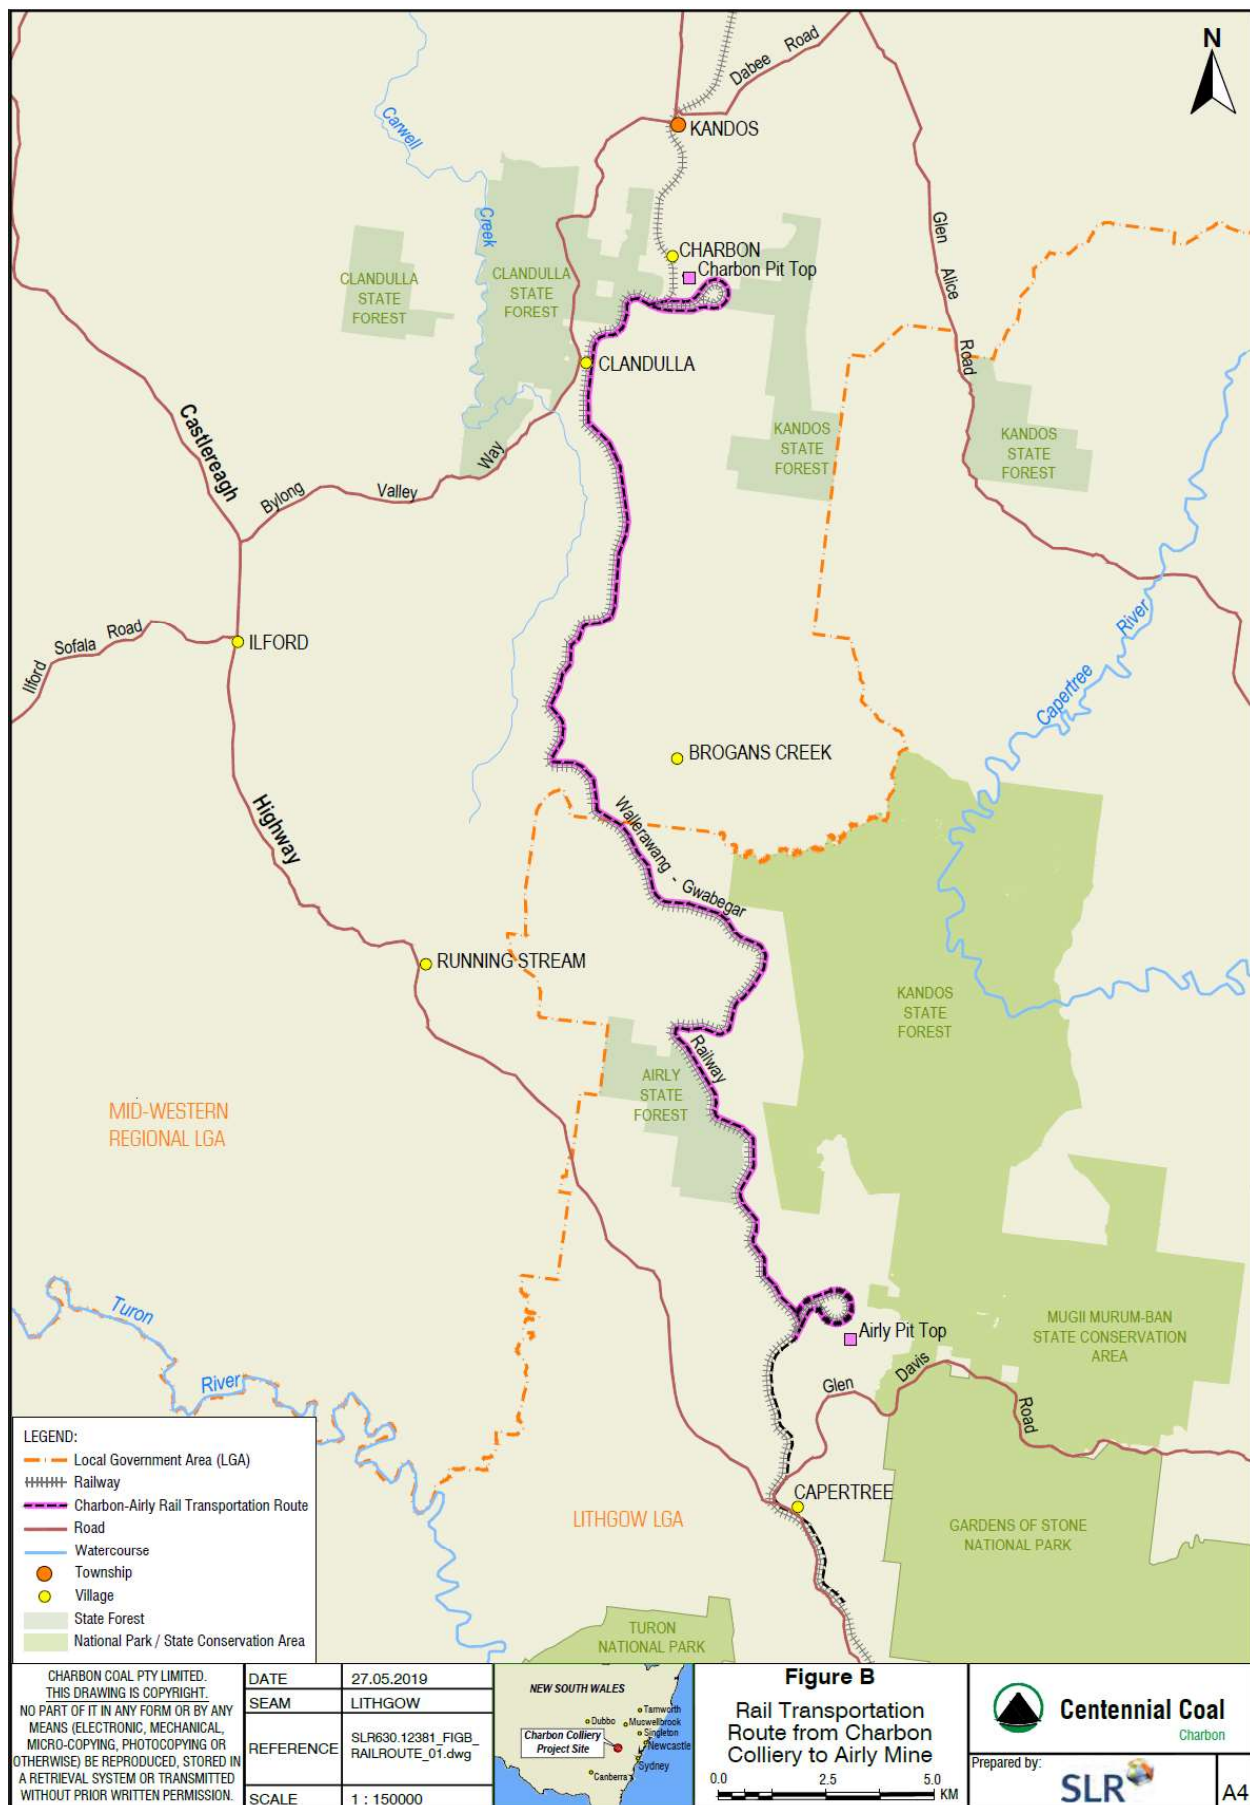 N
Dabee Road
KANDOS
Carwell
Creek
Glen
Alice
Road
CHARBON
Charbon Pit Top
CLANDULLA
STATE
FOREST
CLANDULLA
STATE
FOREST
CLANDULLA
KANDOS
STATE
FOREST
KANDOS
STATE
FOREST
Castlereagh
Bylong
Valley
Way
River
Capertree
Ilford
Sofala
Road
ILFORD
BROGANS CREEK
Highway
Wallerawang - Gwabegar
Railway
RUNNING STREAM
KANDOS
STATE
FOREST
AIRLY
STATE
FOREST
MID-WESTERN
REGIONAL LGA
MUGII MURUM-BAN
STATE CONSERVATION
AREA
Airly Pit Top
Turon
River
Glen
Davis
Road
CAPERTREE
LITHGOW LGA
GARDENS OF STONE
NATIONAL PARK
TURON
NATIONAL PARK
LEGEND:
Local Government Area (LGA)
Railway
Charbon-Airly Rail Transportation Route
Road
Watercourse
Township
Village
State Forest
National Park / State Conservation Area
CHARBON COAL PTY LIMITED.
THIS DRAWING IS COPYRIGHT.
NO PART OF IT IN ANY FORM OR BY ANY
MEANS (ELECTRONIC, MECHANICAL,
MICRO-COPYING, PHOTOCOPYING OR
OTHERWISE) BE REPRODUCED, STORED IN
A RETRIEVAL SYSTEM OR TRANSMITTED
WITHOUT PRIOR WRITTEN PERMISSION.
DATE 27.05.2019
SEAM LITHGOW
REFERENCE SLR630.12381_FIGB_
RAILROUTE_01.dwg
SCALE 1 : 150000
NEW SOUTH WALES
Tamworth
Dubbo
Muswellbrook
Singleton
Newcastle
Charbon Colliery
Project Site
Sydney
Canberra
Figure B
Rail Transportation
Route from Charbon
Colliery to Airly Mine
0.0 2.5 5.0
KM
Centennial Coal
Charbon
Prepared by:
SLR
A4